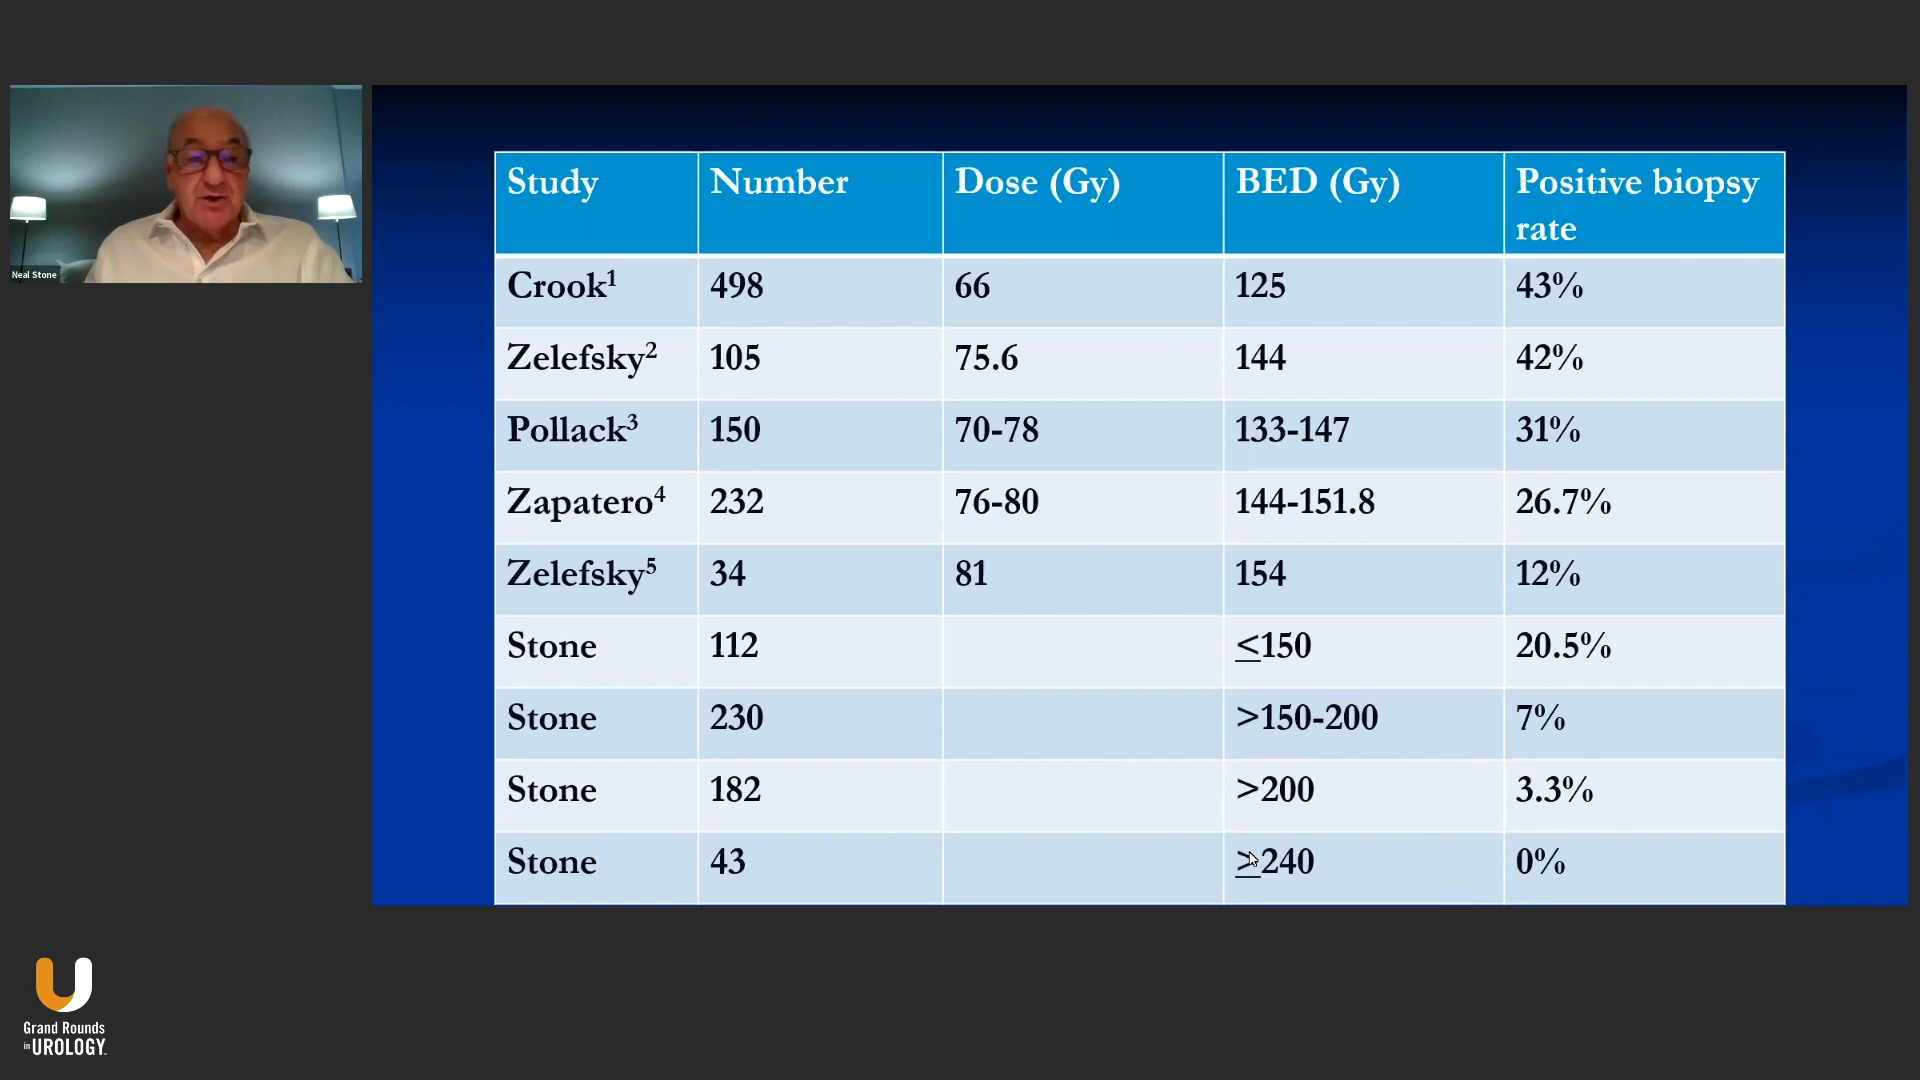 Neal Stone
Study Number Dose (Gy) BED (Gy) Positive biopsy
rate
Crook¹ 498 66 125 43%
Zelefsky² 105 75.6 144 42%
Pollack³ 150 70-78 133-147 31%
Zapatero⁴ 232 76-80 144-151.8 26.7%
Zelefsky⁵ 34 81 154 12%
Stone 112 ≤150 20.5%
Stone 230 >150-200 7%
Stone 182 >200 3.3%
Stone 43 ≥240 0%
Grand Rounds
in UROLOGY